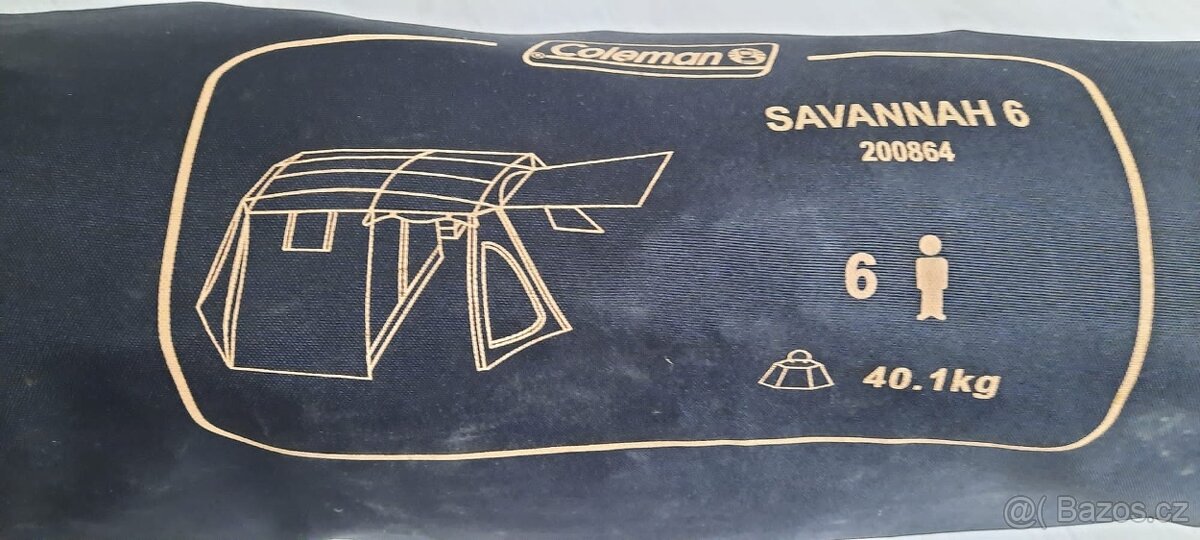 Coleman
SAVANNAH 6
200864
6
40.1kg
@( Bazos.cz